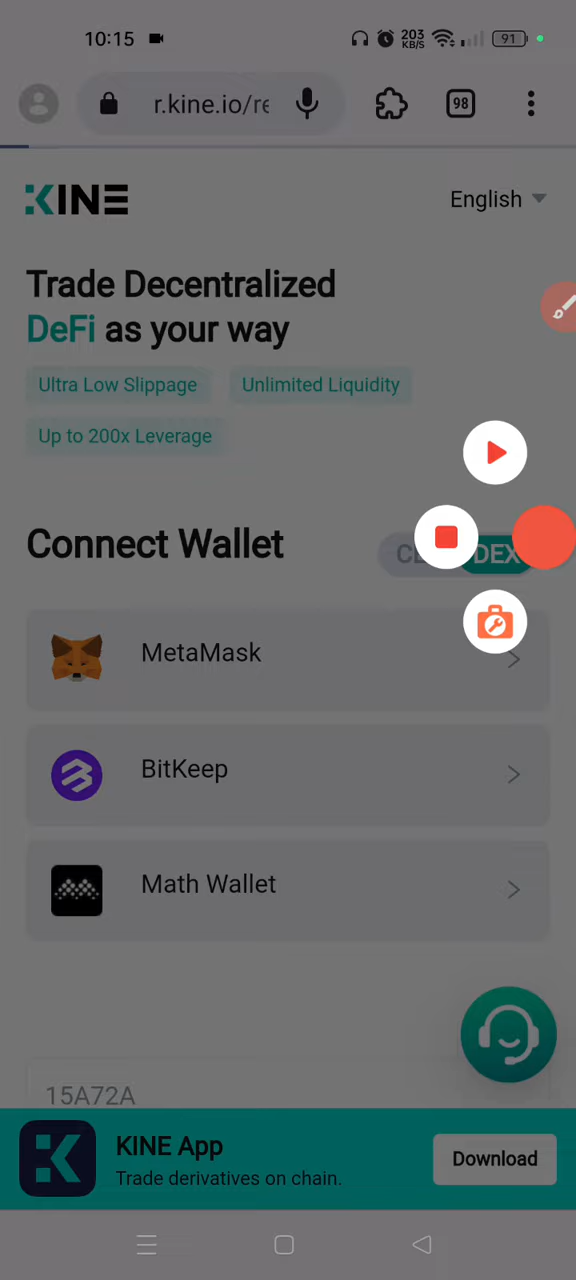 10:15
203
KB/S
91
r.kine.io/re
98
KINE
English
Trade Decentralized
DeFi as your way
Ultra Low Slippage
Unlimited Liquidity
Up to 200x Leverage
Connect Wallet
DEX
MetaMask
BitKeep
Math Wallet
15A72A
KINE App
Trade derivatives on chain.
Download